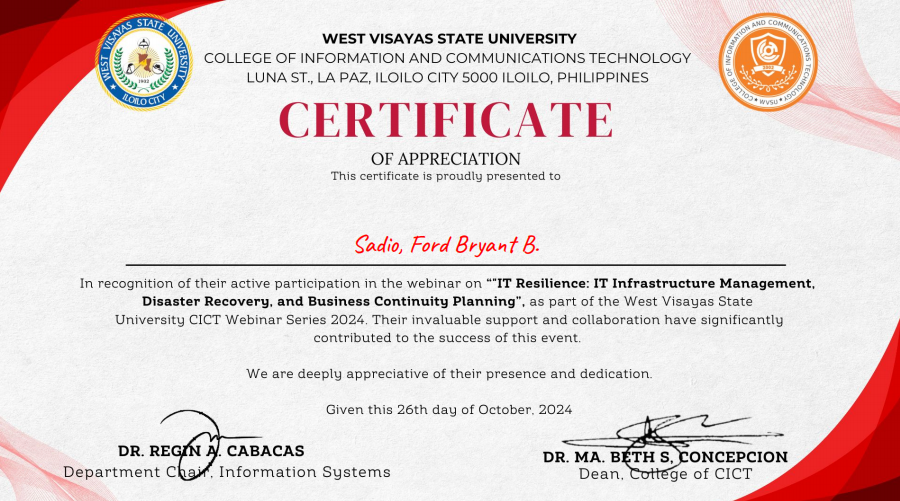 WEST VISAYAS STATE UNIVERSITY
COLLEGE OF INFORMATION AND COMMUNICATIONS TECHNOLOGY
LUNA ST., LA PAZ, ILOILO CITY 5000 ILOILO, PHILIPPINES
WEST VISAYAS STATE UNIVERSITY
1902
ILOILO CITY
COLLEGE OF INFORMATION AND COMMUNICATIONS TECHNOLOGY
2002
WVSU
CERTIFICATE
OF APPRECIATION
This certificate is proudly presented to
Sadio, Ford Bryant B.
In recognition of their active participation in the webinar on “"IT Resilience: IT Infrastructure Management,
Disaster Recovery, and Business Continuity Planning”, as part of the West Visayas State
University CICT Webinar Series 2024. Their invaluable support and collaboration have significantly
contributed to the success of this event.
We are deeply appreciative of their presence and dedication.
Given this 26th day of October, 2024
DR. REGIN A. CABACAS
Department Chair, Information Systems
DR. MA. BETH S. CONCEPCION
Dean, College of CICT